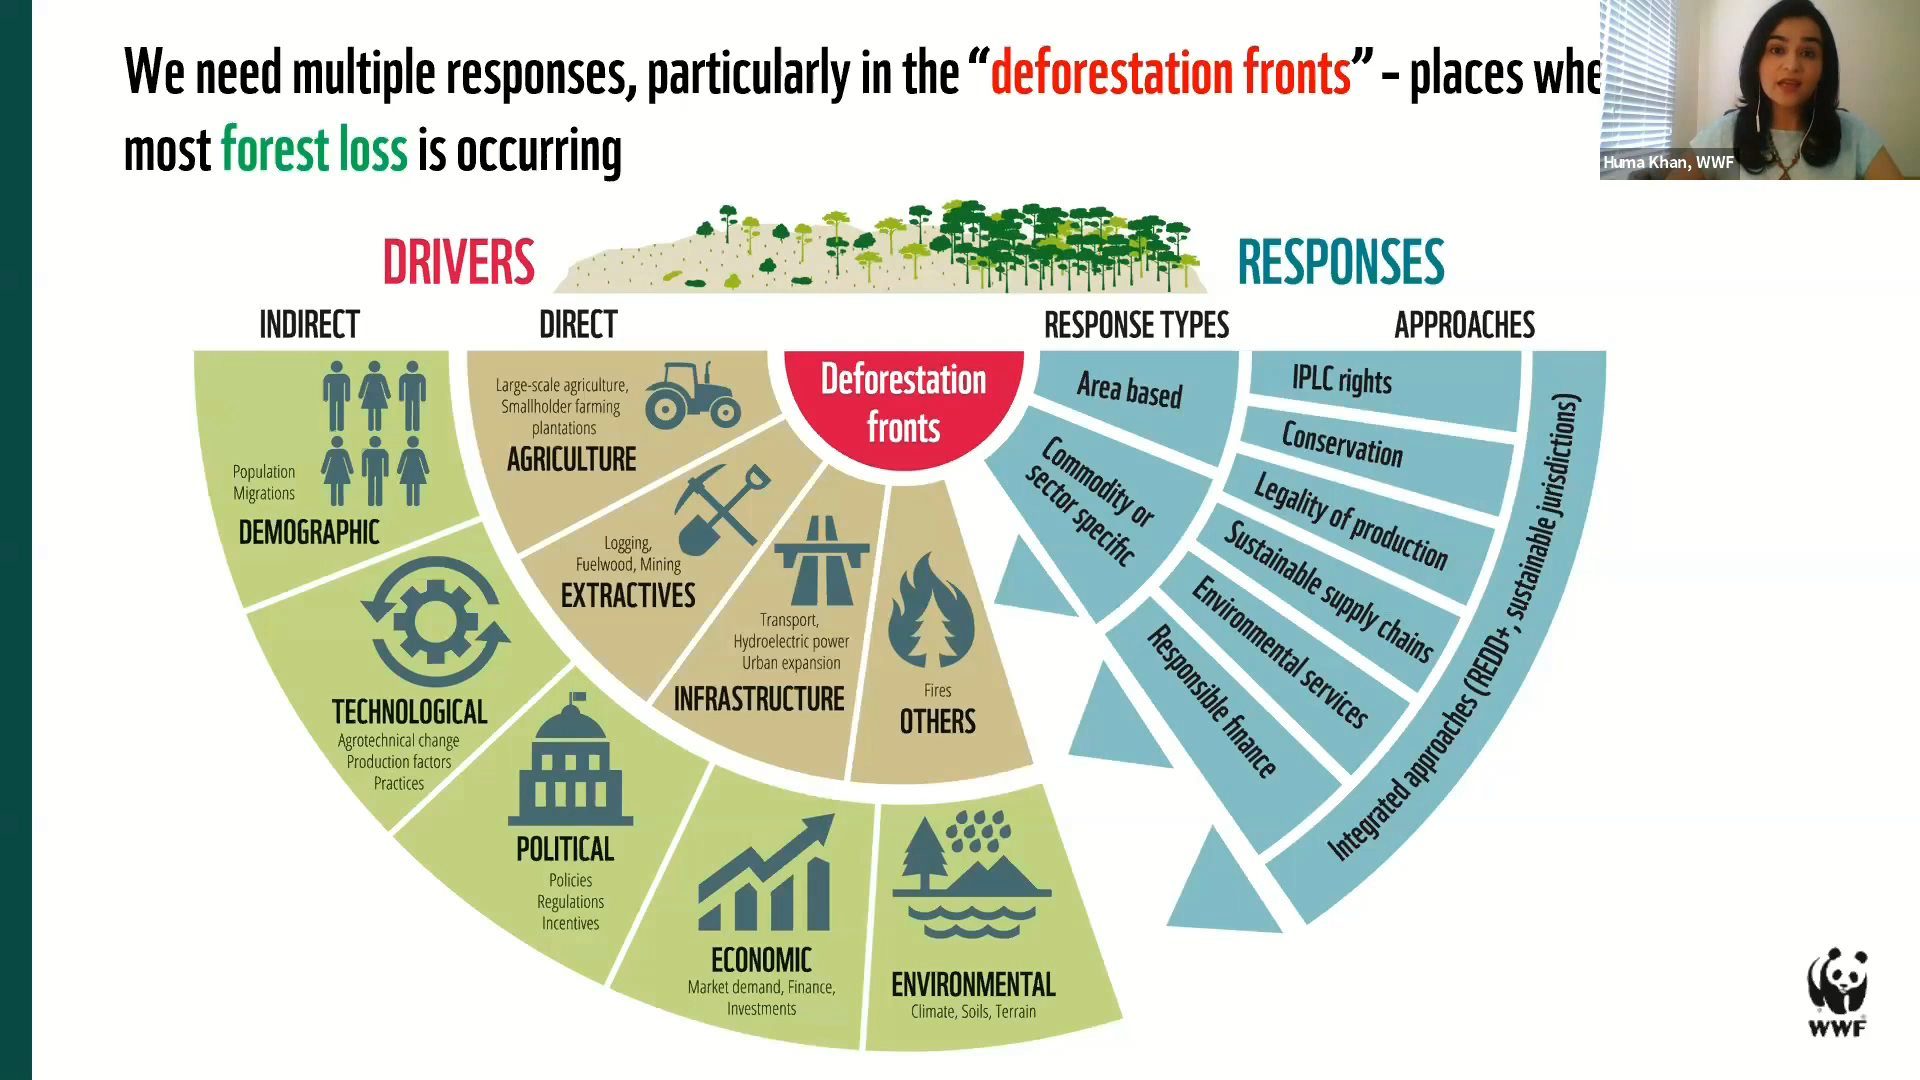 We need multiple responses, particularly in the “deforestation fronts” – places whe
most forest loss is occurring
Huma Khan, WWF
DRIVERS
RESPONSES
INDIRECT
DIRECT
RESPONSE TYPES
APPROACHES
Population
Migrations
DEMOGRAPHIC
TECHNOLOGICAL
Agrotechnical change
Production factors
Practices
POLITICAL
Policies
Regulations
Incentives
ECONOMIC
Market demand, Finance,
Investments
ENVIRONMENTAL
Climate, Soils, Terrain
Large-scale agriculture,
Smallholder farming
plantations
AGRICULTURE
Logging,
Fuelwood, Mining
EXTRACTIVES
Transport,
Hydroelectric power
Urban expansion
INFRASTRUCTURE
Fires
OTHERS
Deforestation
fronts
Area based
Commodity or
sector specific
IPLC rights
Conservation
Legality of production
Sustainable supply chains
Environmental services
Responsible finance
Integrated approaches (REDD+, sustainable jurisdictions)
WWF